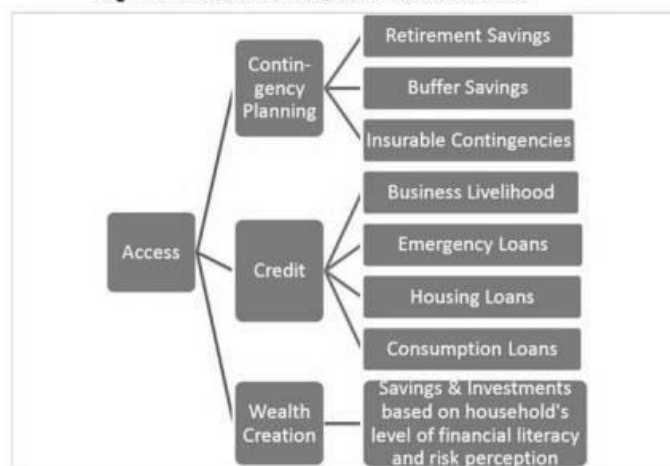 Access
Contin-
gency
Planning
Retirement Savings
Buffer Savings
Insurable Contingencies
Credit
Business Livelihood
Emergency Loans
Housing Loans
Consumption Loans
Wealth
Creation
Savings & Investments
based on household's
level of financial literacy
and risk perception